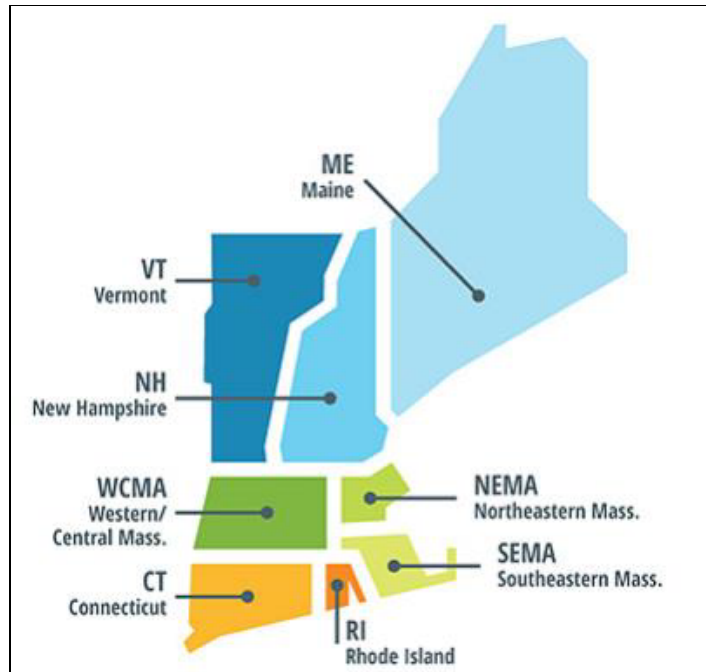 ME
Maine
VT
Vermont
NH
New Hampshire
WCMA
Western/
Central Mass.
NEMA
Northeastern Mass.
SEMA
Southeastern Mass.
CT
Connecticut
RI
Rhode Island